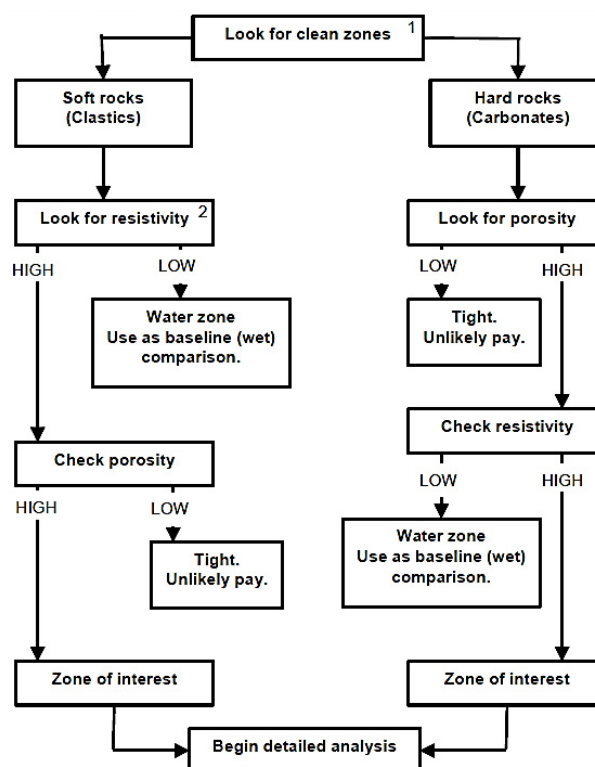 Look for clean zones 1
Soft rocks
(Clastics)
Hard rocks
(Carbonates)
Look for resistivity 2
Look for porosity
HIGH
LOW
LOW
HIGH
Water zone
Use as baseline (wet)
comparison.
Tight.
Unlikely pay.
Check resistivity
Check porosity
HIGH
LOW
LOW
HIGH
Tight.
Unlikely pay.
Water zone
Use as baseline (wet)
comparison.
Zone of interest
Zone of interest
Begin detailed analysis